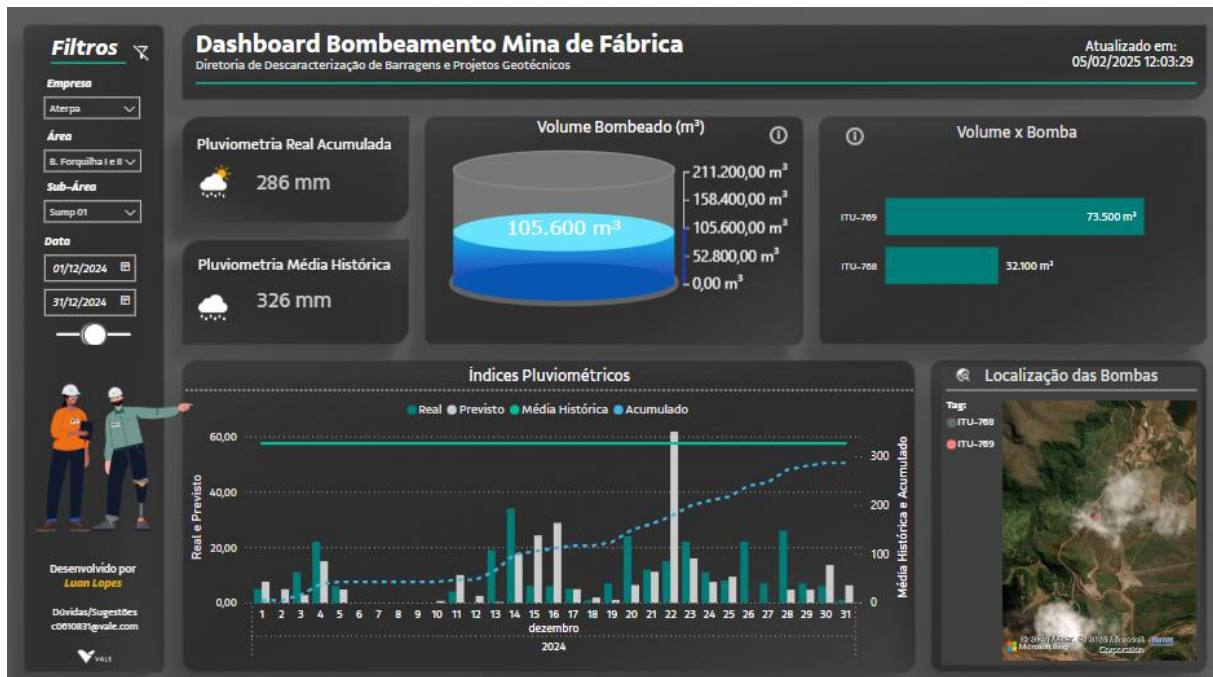 Filtros
Empresa
Aterpa
Área
B. Forquilha I e II
Sub-Área
Sump 01
Data
01/12/2024
31/12/2024
Desenvolvido por
Luan Lopes
Dúvidas/Sugestões
c0610831@vale.com
VALE
Dashboard Bombeamento Mina de Fábrica
Diretoria de Descaracterização de Barragens e Projetos Geotécnicos
Atualizado em:
05/02/2025 12:03:29
Pluviometria Real Acumulada
286 mm
Pluviometria Média Histórica
326 mm
Volume Bombeado (m³)
105.600 m³
211.200,00 m³
158.400,00 m³
105.600,00 m³
52.800,00 m³
0,00 m³
Volume x Bomba
ITU-769
73.500 m³
ITU-768
32.100 m³
Índices Pluviométricos
Real Previsto Média Histórica Acumulado
Real e Previsto
60,00
40,00
20,00
0,00
Média Histórica e Acumulado
300
200
100
0
1 2 3 4 5 6 7 8 9 10 11 12 13 14 15 16 17 18 19 20 21 22 23 24 25 26 27 28 29 30 31
dezembro
2024
Localização das Bombas
Tag:
ITU-768
ITU-769
Microsoft Bing
Corporation